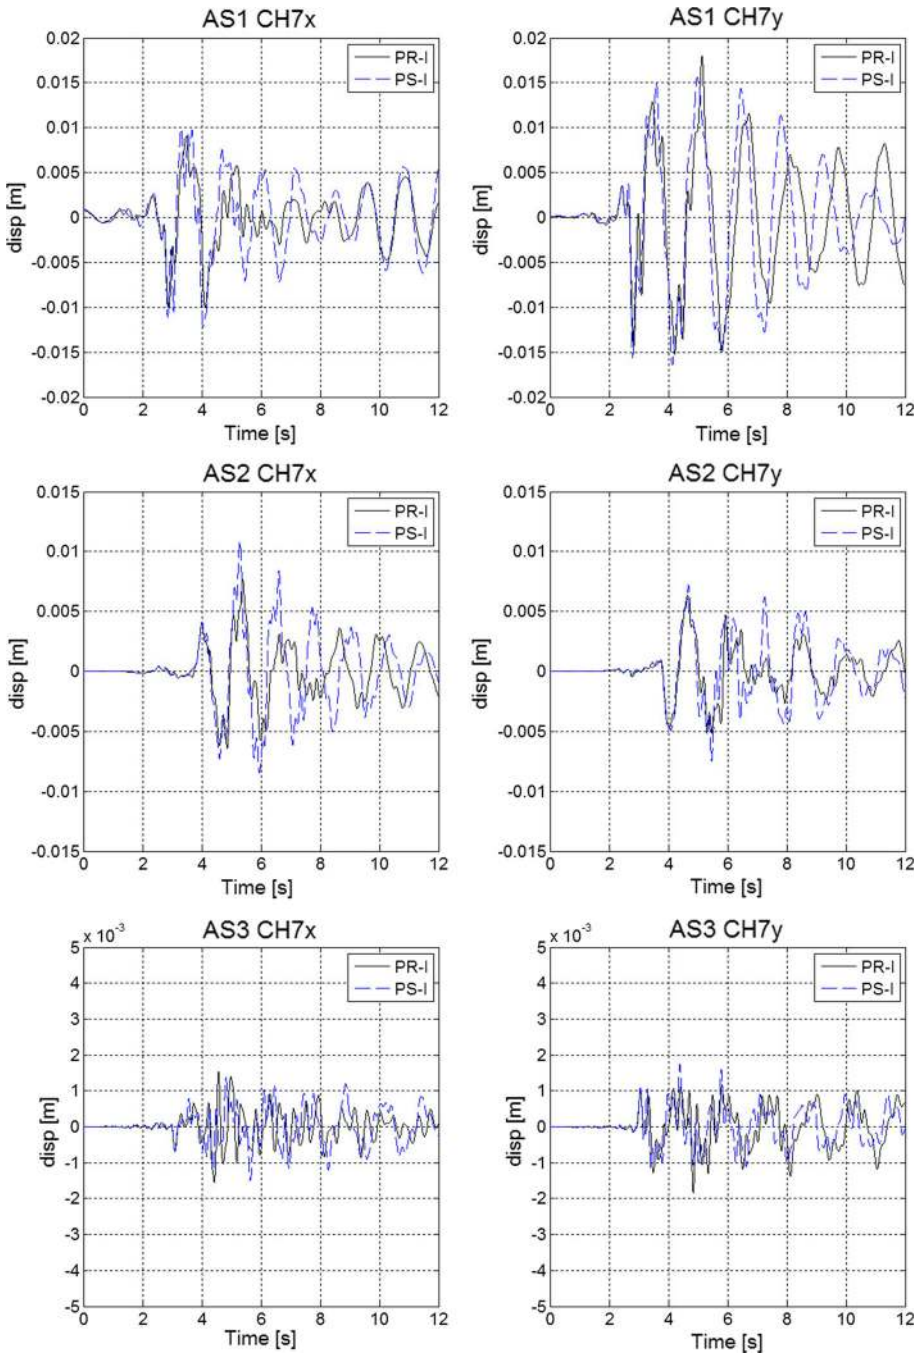 AS1 CH7x
0.02
0.015
0.01
0.005
0
-0.005
-0.01
-0.015
-0.02
disp [m]
0 2 4 6 8 10 12
Time [s]
PR-I
PS-I
AS1 CH7y
0.02
0.015
0.01
0.005
0
-0.005
-0.01
-0.015
-0.02
disp [m]
0 2 4 6 8 10 12
Time [s]
PR-I
PS-I
AS2 CH7x
0.015
0.01
0.005
0
-0.005
-0.01
-0.015
disp [m]
0 2 4 6 8 10 12
Time [s]
PR-I
PS-I
AS2 CH7y
0.015
0.01
0.005
0
-0.005
-0.01
-0.015
disp [m]
0 2 4 6 8 10 12
Time [s]
PR-I
PS-I
AS3 CH7x
x 10⁻³
5
4
3
2
1
0
-1
-2
-3
-4
-5
disp [m]
0 2 4 6 8 10 12
Time [s]
PR-I
PS-I
AS3 CH7y
x 10⁻³
5
4
3
2
1
0
-1
-2
-3
-4
-5
disp [m]
0 2 4 6 8 10 12
Time [s]
PR-I
PS-I